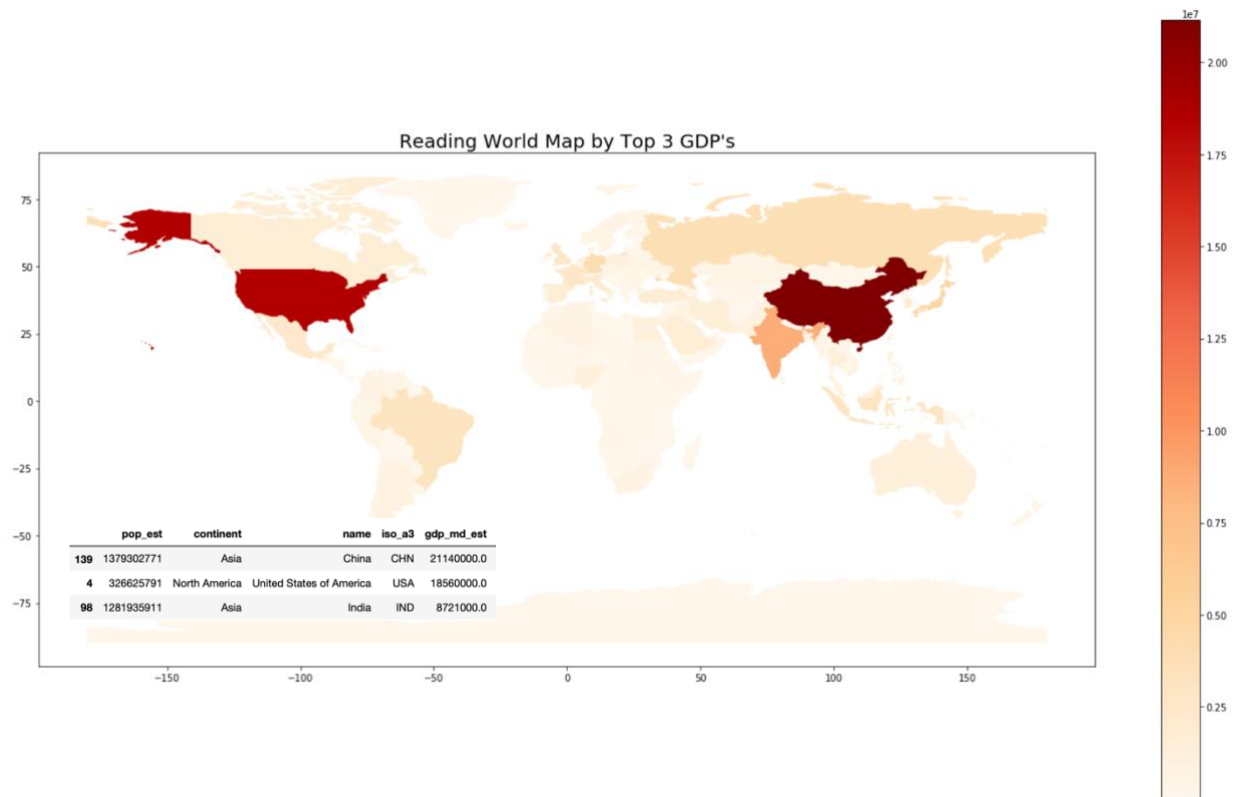 Reading World Map by Top 3 GDP's
1e7
2.00
1.75
1.50
1.25
1.00
0.75
0.50
0.25
75
50
25
0
−25
−50
−75
pop_est continent name iso_a3 gdp_md_est
139 1379302771 Asia China CHN 21140000.0
4 326625791 North America United States of America USA 18560000.0
98 1281935911 Asia India IND 8721000.0
−150 −100 −50 0 50 100 150